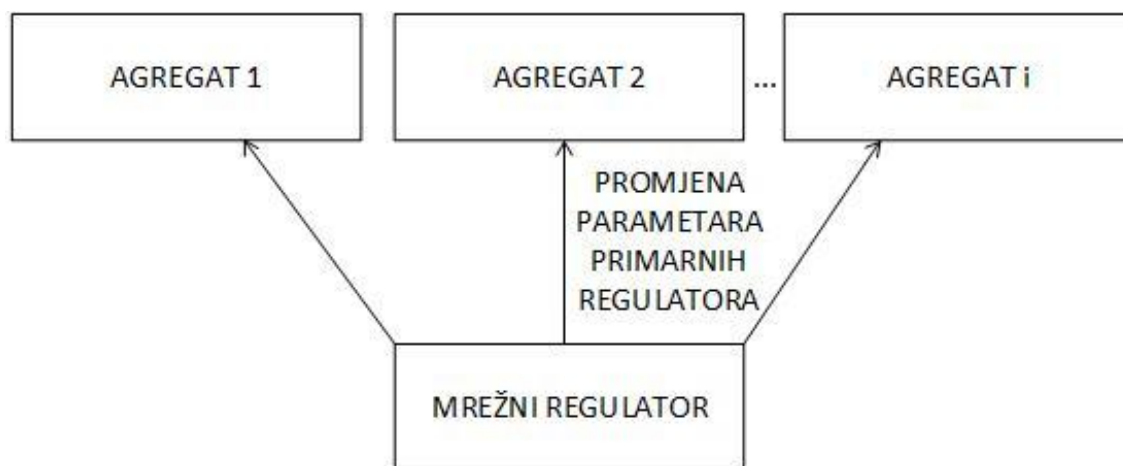 AGREGAT 1
AGREGAT 2
...
AGREGAT i
PROMJENA
PARAMETARA
PRIMARNIH
REGULATORA
MREŽNI REGULATOR